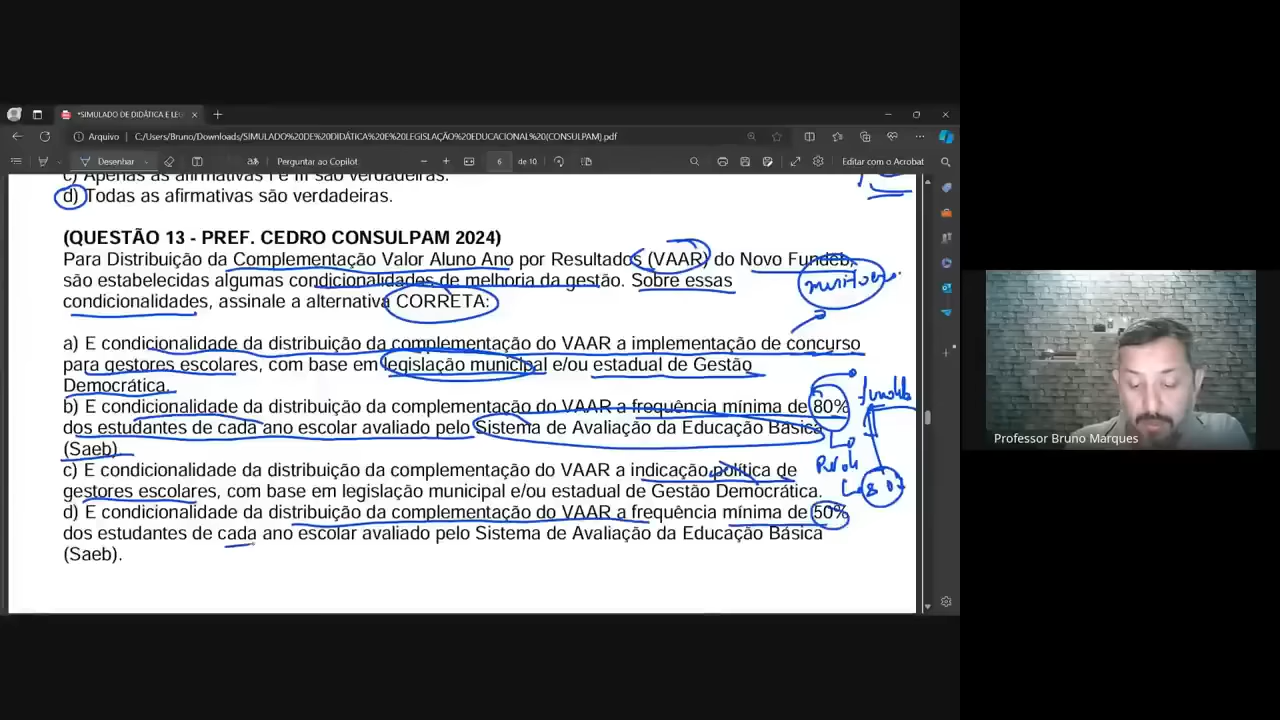 *SIMULADO DE DIDÁTICA E LE
Arquivo C:/Users/Bruno/Downloads/SIMULADO%20DE%20DIDÁTICA%20E%20LEGISLAÇÃO%20EDUCACIONAL%20(CONSULPAM).pdf
Desenhar Perguntar ao Copilot 6 de 10 Editar com o Acrobat
c) Apenas as afirmativas I e III são verdadeiras.
d) Todas as afirmativas são verdadeiras.
(QUESTÃO 13 - PREF. CEDRO CONSULPAM 2024)
Para Distribuição da Complementação Valor Aluno Ano por Resultados (VAAR) do Novo Fundeb,
são estabelecidas algumas condicionalidades de melhoria da gestão. Sobre essas
condicionalidades, assinale a alternativa CORRETA:
a) E condicionalidade da distribuição da complementação do VAAR a implementação de concurso
para gestores escolares, com base em legislação municipal e/ou estadual de Gestão
Democrática.
b) E condicionalidade da distribuição da complementação do VAAR a frequência mínima de 80%
dos estudantes de cada ano escolar avaliado pelo Sistema de Avaliação da Educação Básica
(Saeb).
c) E condicionalidade da distribuição da complementação do VAAR a indicação política de
gestores escolares, com base em legislação municipal e/ou estadual de Gestão Democrática.
d) E condicionalidade da distribuição da complementação do VAAR a frequência mínima de 50%
dos estudantes de cada ano escolar avaliado pelo Sistema de Avaliação da Educação Básica
(Saeb).
Professor Bruno Marques